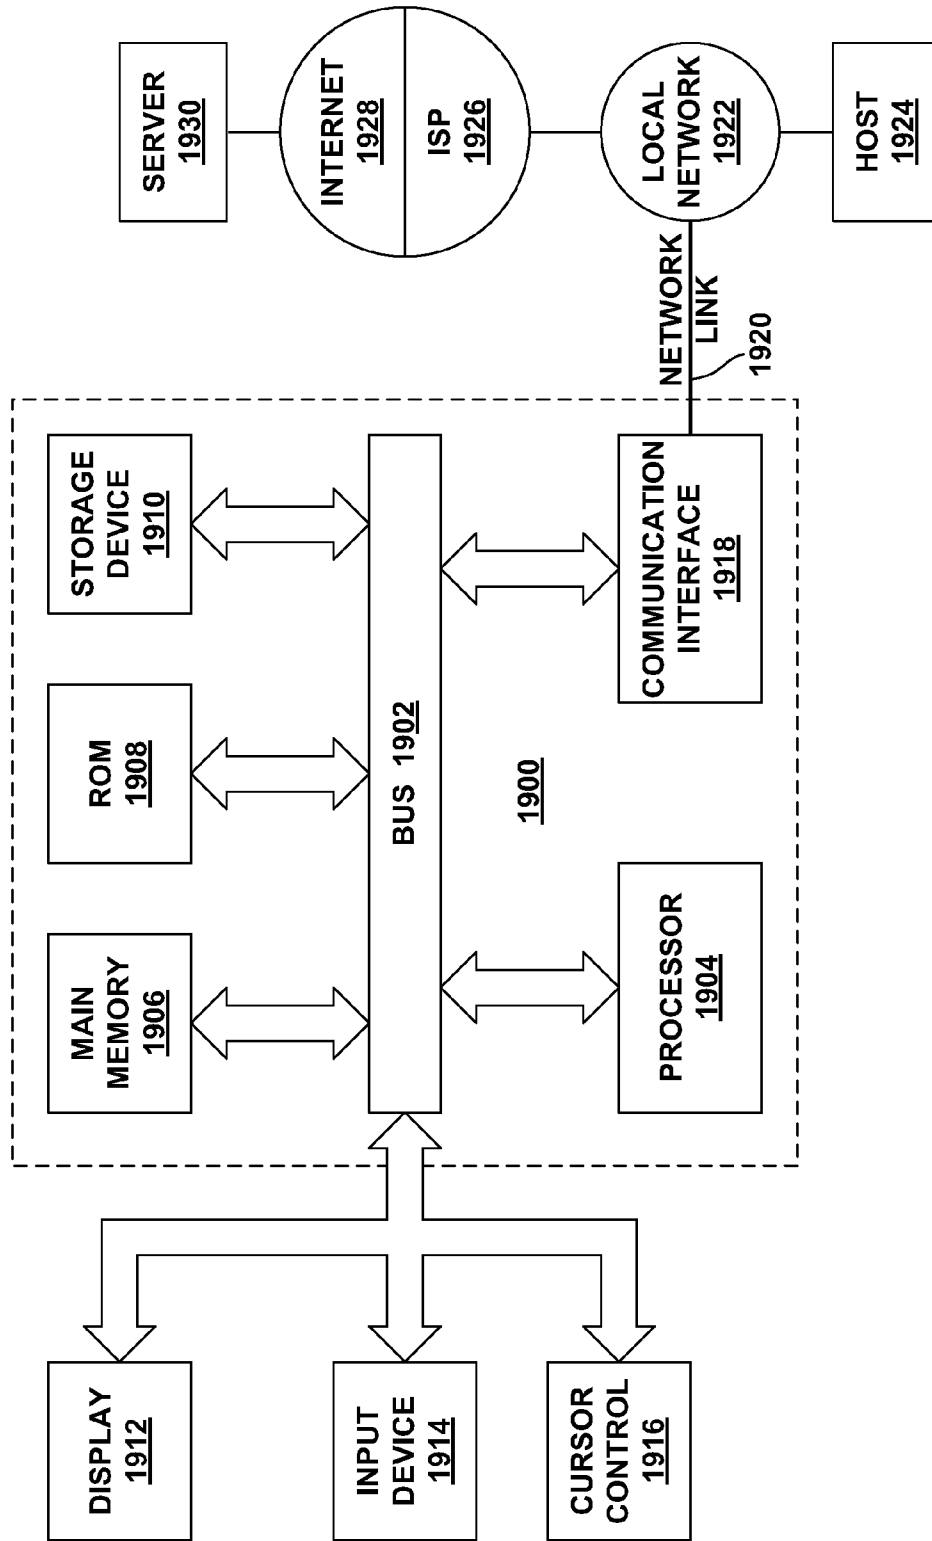 DISPLAY
1912
INPUT
DEVICE
1914
CURSOR
CONTROL
1916
MAIN
MEMORY
1906
ROM
1908
STORAGE
DEVICE
1910
BUS 1902
1900
PROCESSOR
1904
COMMUNICATION
INTERFACE
1918
NETWORK
LINK
1920
SERVER
1930
INTERNET
1928
ISP
1926
LOCAL
NETWORK
1922
HOST
1924